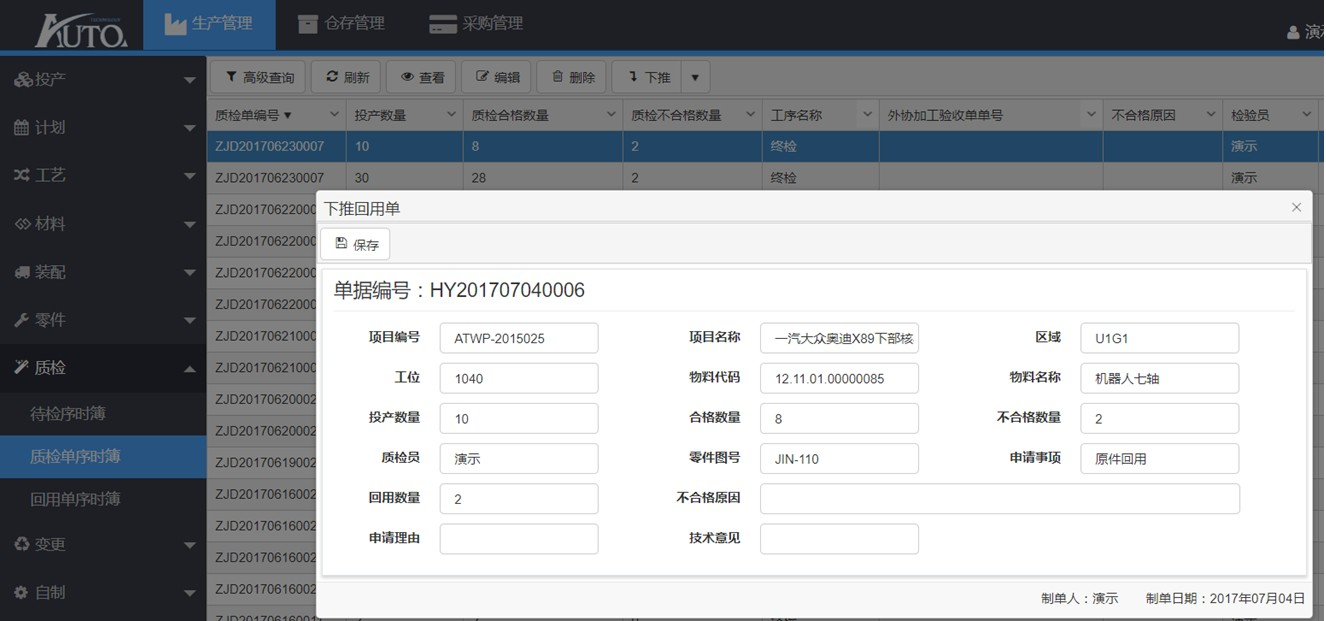 AUTO.
生产管理 仓存管理 采购管理
投产
计划
工艺
材料
装配
零件
质检
待检序时簿
质检单序时簿
回用单序时簿
变更
自制
高级查询 刷新 查看 编辑 删除 下推
质检单编号 投产数量 质检合格数量 质检不合格数量 工序名称 外协加工验收单单号 不合格原因 检验员
ZJD201706230007 10 8 2 终检 演示
ZJD201706230007 30 28 2 终检 演示
ZJD20170622000
ZJD20170622000
ZJD20170622000
ZJD20170622000
ZJD20170621000
ZJD20170621000
ZJD20170620002
ZJD20170620002
ZJD20170619002
ZJD20170616002
ZJD20170616002
ZJD20170616002
ZJD20170616002
下推回用单
保存
单据编号：HY201707040006
项目编号 ATWP-2015025 项目名称 一汽大众奥迪X89下部核 区域 U1G1
工位 1040 物料代码 12.11.01.00000085 物料名称 机器人七轴
投产数量 10 合格数量 8 不合格数量 2
质检员 演示 零件图号 JIN-110 申请事项 原件回用
回用数量 2 不合格原因
申请理由 技术意见
制单人：演示 制单日期：2017年07月04日